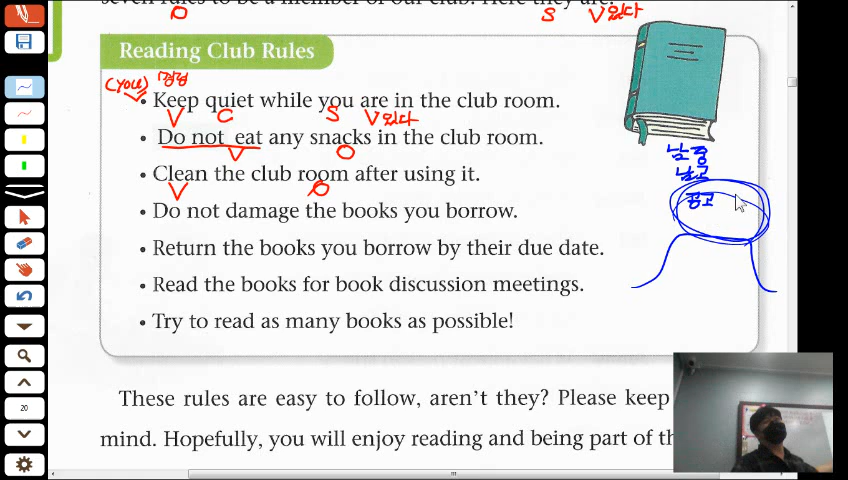 seven rules to be a member of our club. Here they are.
O S V있다
Reading Club Rules
(you) 명령
• Keep quiet while you are in the club room.
V C S V있다
• Do not eat any snacks in the club room.
V O
• Clean the club room after using it.
V O
• Do not damage the books you borrow.
• Return the books you borrow by their due date.
• Read the books for book discussion meetings.
• Try to read as many books as possible!
남중
남고
공고
These rules are easy to follow, aren't they? Please keep
mind. Hopefully, you will enjoy reading and being part of
20